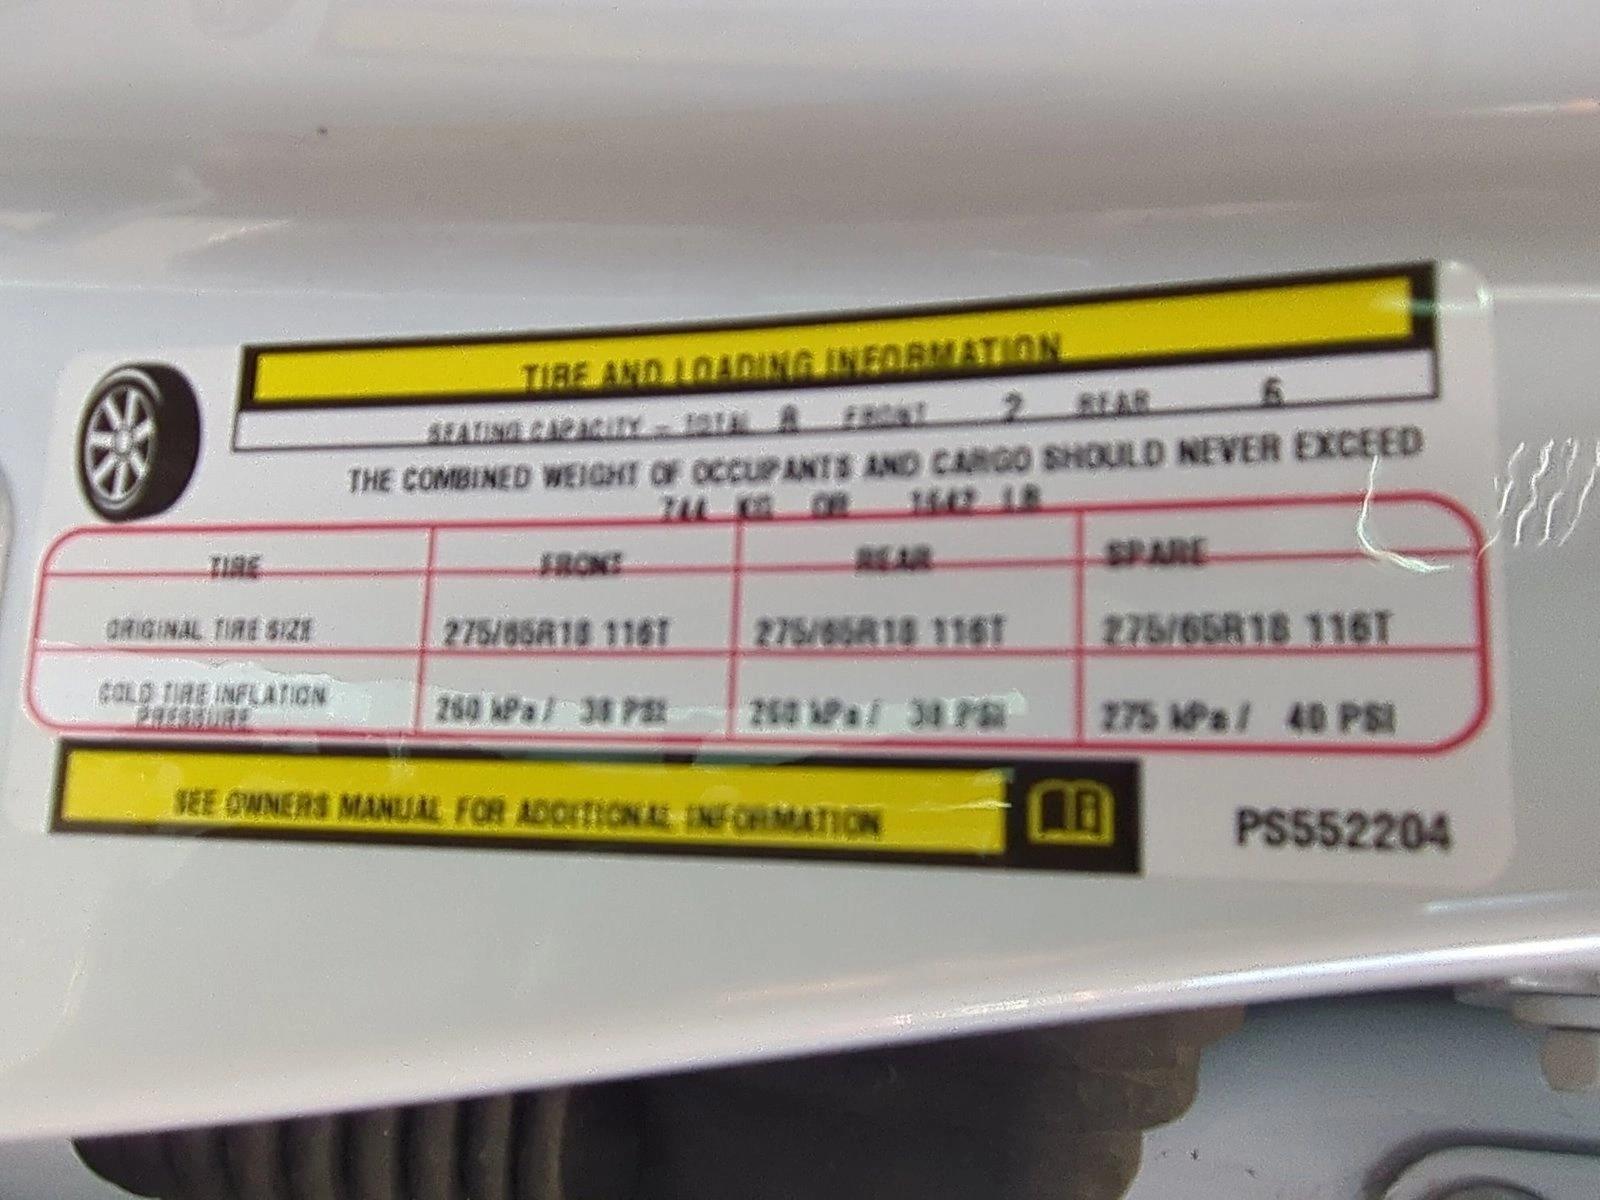 TIRE AND LOADING INFORMATION
SEATING CAPACITY – TOTAL 8 FRONT 2 REAR 6
THE COMBINED WEIGHT OF OCCUPANTS AND CARGO SHOULD NEVER EXCEED
744 KG OR 1642 LB
TIRE FRONT REAR SPARE
ORIGINAL TIRE SIZE 275/65R18 116T 275/65R18 116T 275/65R18 116T
COLD TIRE INFLATION
PRESSURE 260 kPa / 38 PSI 260 kPa / 38 PSI 275 kPa / 40 PSI
SEE OWNERS MANUAL FOR ADDITIONAL INFORMATION
PS552204